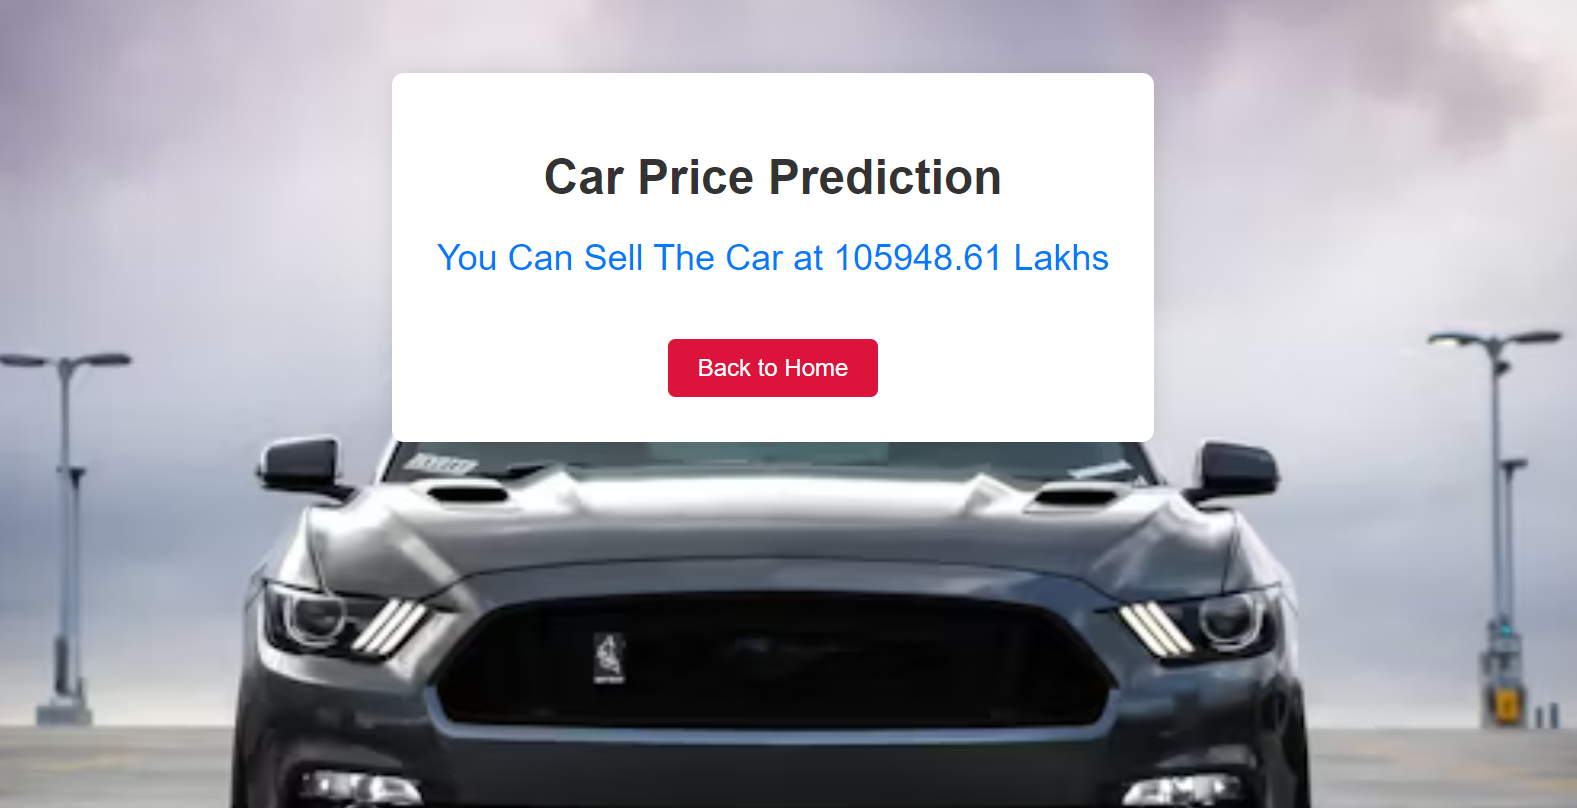 Car Price Prediction
You Can Sell The Car at 105948.61 Lakhs
Back to Home